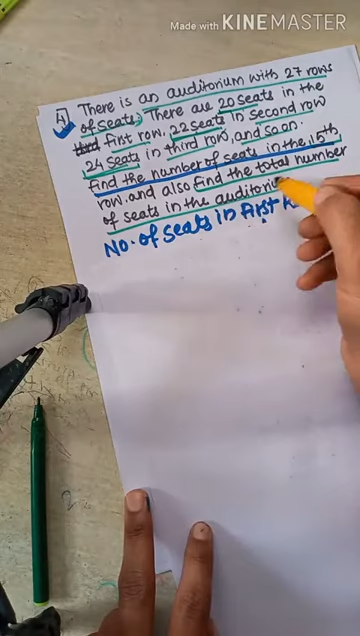 Made with KINEMASTER
4) There is an auditorium with 27 rows
of seats. There are 20 seats in the
first row, 22 seats in second row
24 seats in third row, and so on.
find the number of seats in the 15th
row, and also find the total number
of seats in the auditori
No. of seats in first